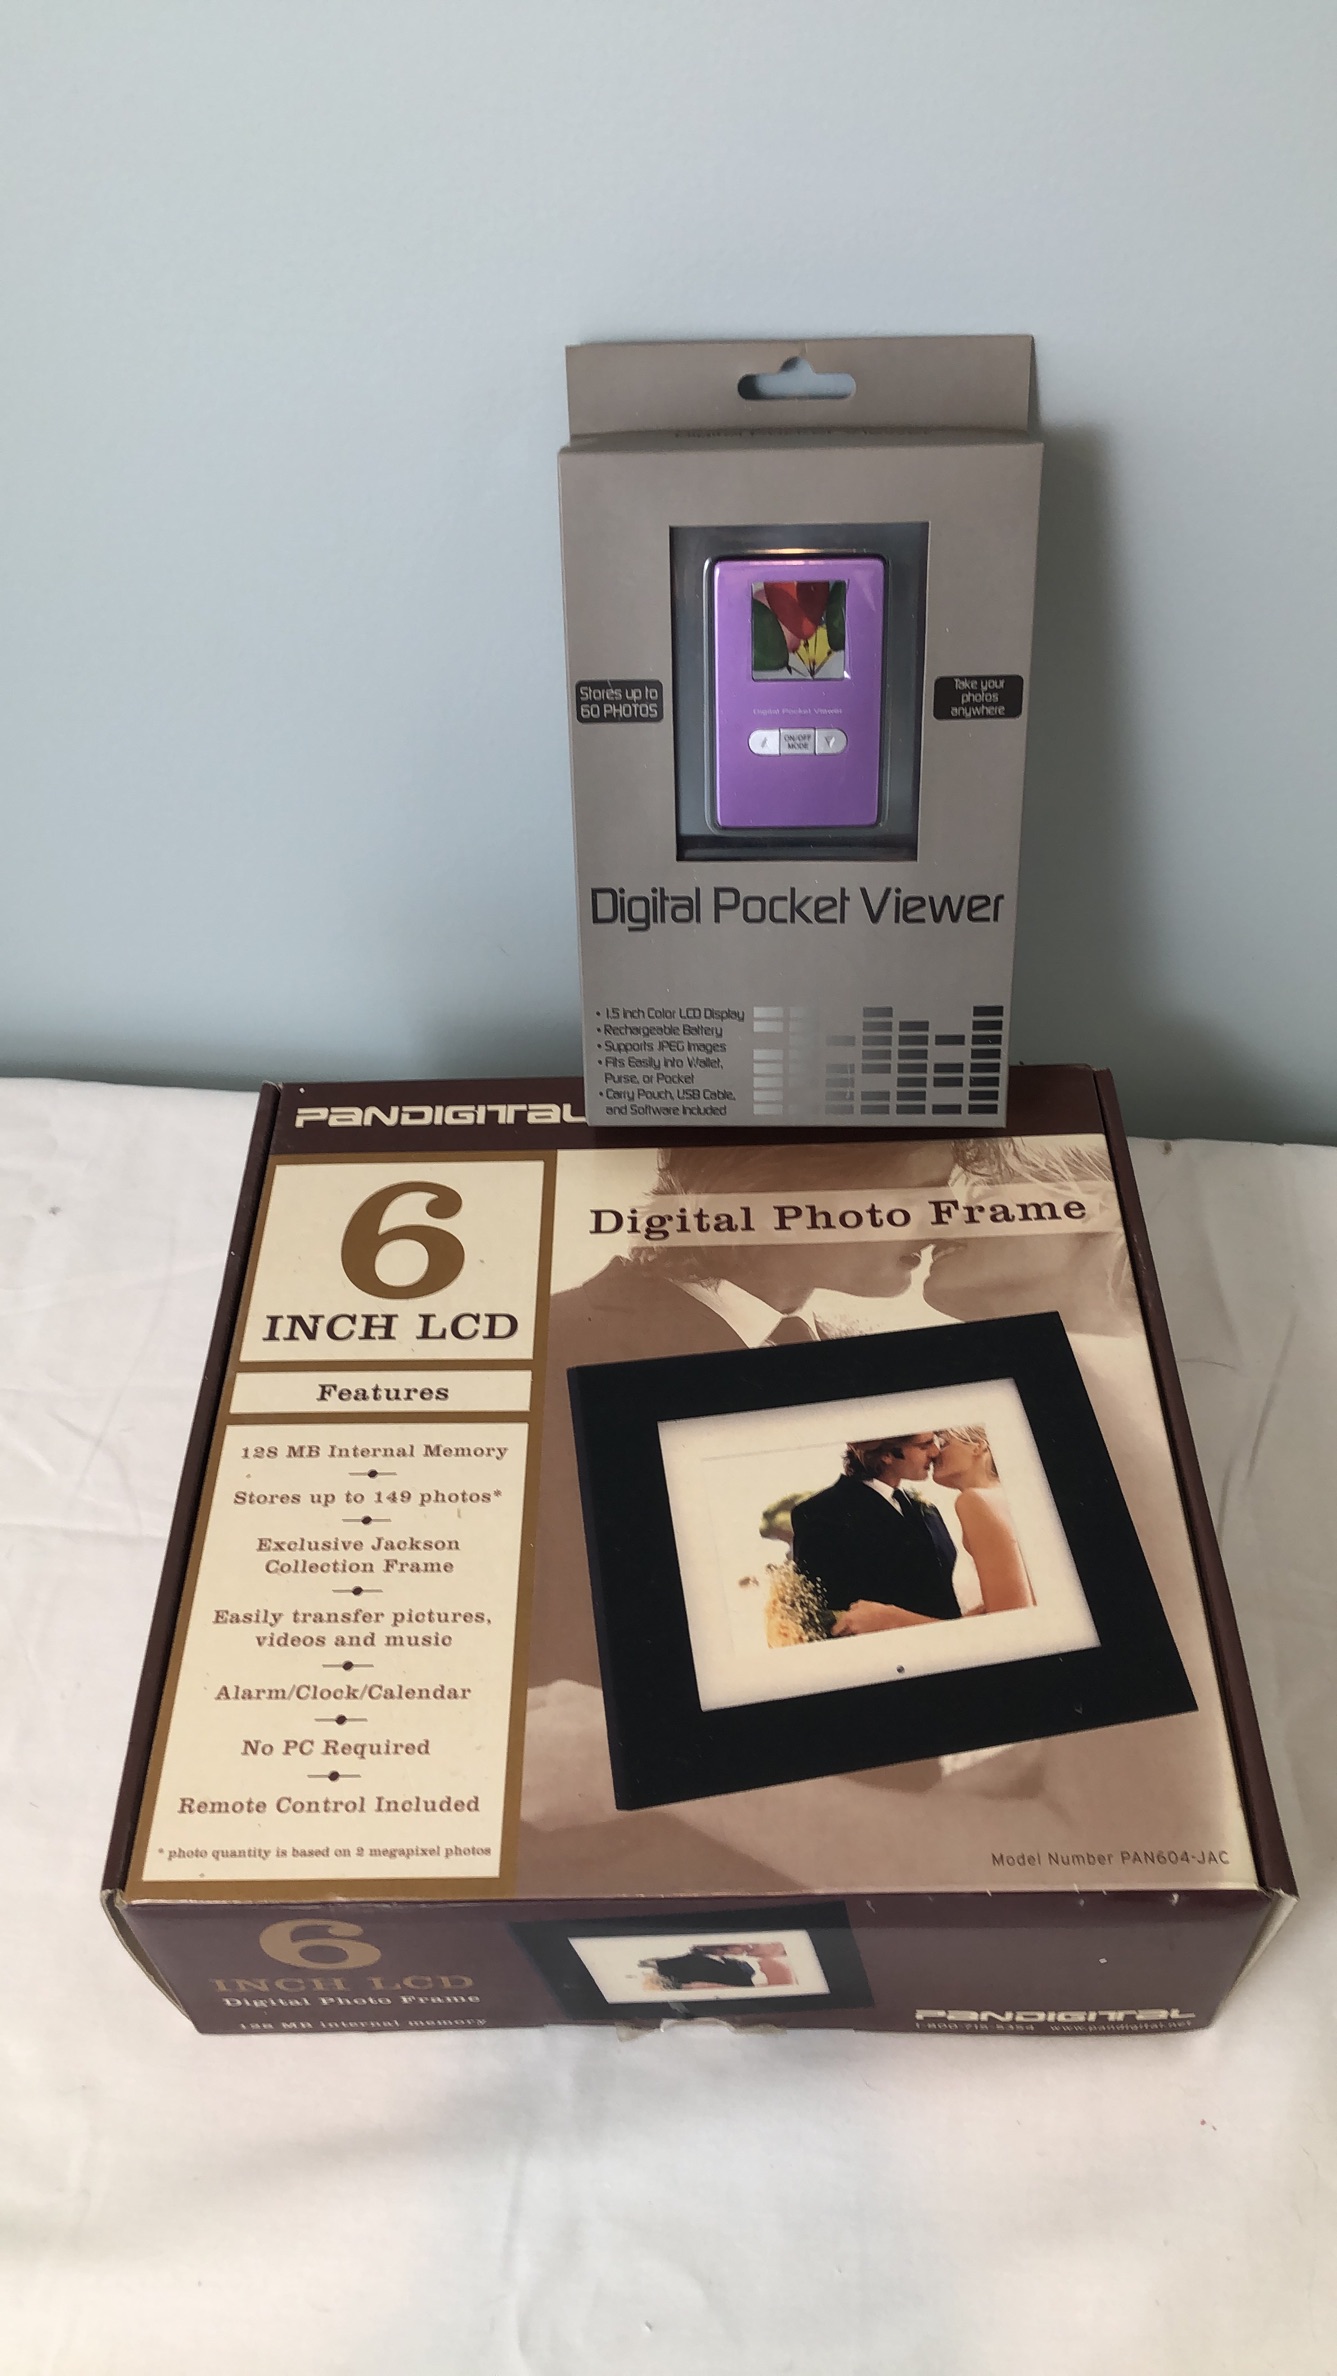 Stores up to
60 PHOTOS
Take your
photos
anywhere
Digital Pocket Viewer
ON/OFF
MODE
Digital Pocket Viewer
• 1.5 inch Color LCD Display
• Rechargeable Battery
• Supports JPEG Images
• Fits Easily into Wallet,
Purse, or Pocket
• Carry Pouch, USB Cable,
and Software Included
PANDIGITAL
6
INCH LCD
Digital Photo Frame
Features
128 MB Internal Memory
Stores up to 149 photos*
Exclusive Jackson
Collection Frame
Easily transfer pictures,
videos and music
Alarm/Clock/Calendar
No PC Required
Remote Control Included
* photo quantity is based on 2 megapixel photos
Model Number PAN604-JAC
6
INCH LCD
Digital Photo Frame
128 MB internal memory
PANDIGITAL
www.pandigital.net